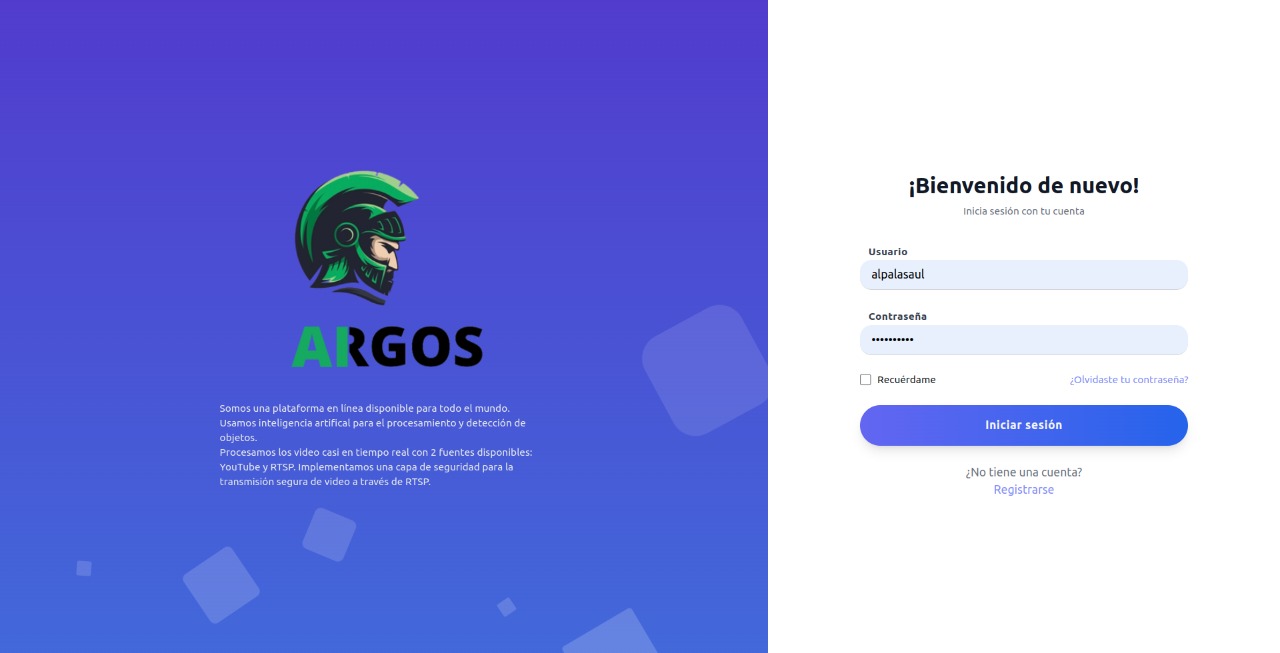 ARGOS
Somos una plataforma en línea disponible para todo el mundo.
Usamos inteligencia artifical para el procesamiento y detección de
objetos.
Procesamos los video casi en tiempo real con 2 fuentes disponibles:
YouTube y RTSP. Implementamos una capa de seguridad para la
transmisión segura de video a través de RTSP.
¡Bienvenido de nuevo!
Inicia sesión con tu cuenta
Usuario
alpalasaul
Contraseña
••••••••••
Recuérdame
¿Olvidaste tu contraseña?
Iniciar sesión
¿No tiene una cuenta?
Registrarse